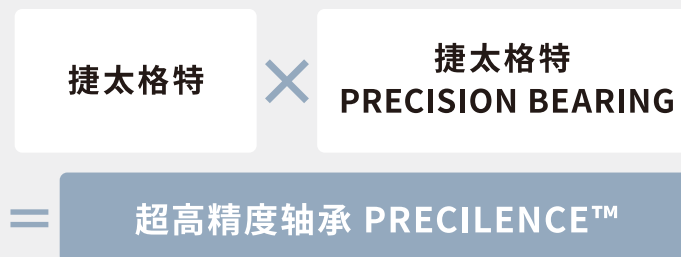 捷太格特
×
捷太格特
PRECISION BEARING
=
超高精度轴承 PRECILENCE™